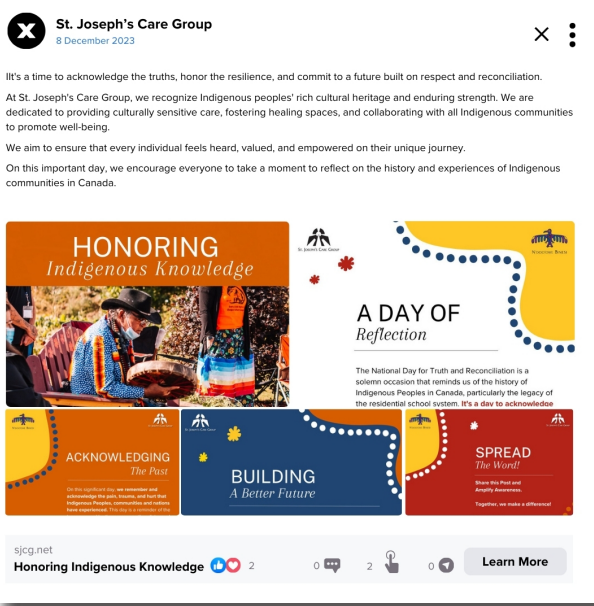 St. Joseph's Care Group
8 December 2023
IIt's a time to acknowledge the truths, honor the resilience, and commit to a future built on respect and reconciliation.
At St. Joseph's Care Group, we recognize Indigenous peoples' rich cultural heritage and enduring strength. We are
dedicated to providing culturally sensitive care, fostering healing spaces, and collaborating with all Indigenous communities
to promote well-being.
We aim to ensure that every individual feels heard, valued, and empowered on their unique journey.
On this important day, we encourage everyone to take a moment to reflect on the history and experiences of Indigenous
communities in Canada.
HONORING
Indigenous Knowledge
St. Joseph's Care Group
A DAY OF
Reflection
The National Day for Truth and Reconciliation is a
solemn occasion that reminds us of the history of
Indigenous Peoples in Canada, particularly the legacy of
the residential school system. It's a day to acknowledge
ACKNOWLEDGING
The Past
On this significant day, we remember and
acknowledge the pain, trauma, and hurt that
Indigenous Peoples, communities and nations
have experienced. This day is a reminder of the
BUILDING
A Better Future
SPREAD
The Word!
Share this Post and
Amplify Awareness.
Together, we make a difference!
sjcg.net
Honoring Indigenous Knowledge
2
0
2
0
Learn More